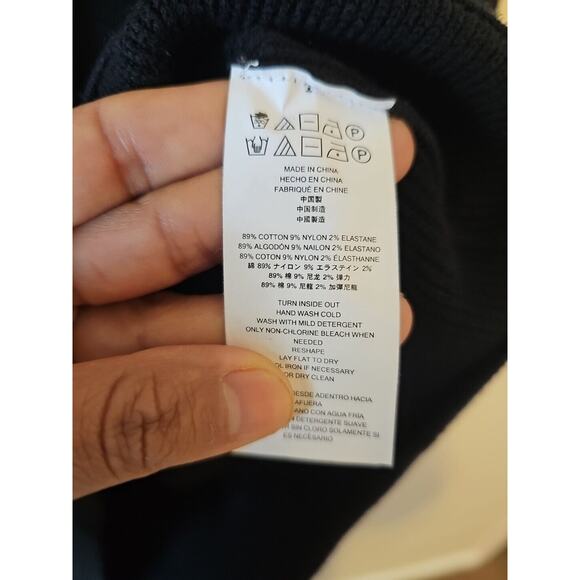 MADE IN CHINA
HECHO EN CHINA
FABRIQUÉ EN CHINE
中国製
中国制造
中國製造
89% COTTON 9% NYLON 2% ELASTANE
89% ALGODÓN 9% NAILON 2% ELASTANO
89% COTON 9% NYLON 2% ÉLASTHANNE
綿 89% ナイロン 9% エラステイン 2%
89% 棉 9% 尼龙 2% 弹力
89% 棉 9% 尼龍 2% 加彈尼龍
TURN INSIDE OUT
HAND WASH COLD
WASH WITH MILD DETERGENT
ONLY NON-CHLORINE BLEACH WHEN
NEEDED
RESHAPE
LAY FLAT TO DRY
OL IRON IF NECESSARY
OR DRY CLEAN
DESDE ADENTRO HACIA
AFUERA
ANO CON AGUA FRÍA
N DETERGENTE SUAVE
R SIN CLORO SOLAMENTE SI
ES NECESARIO